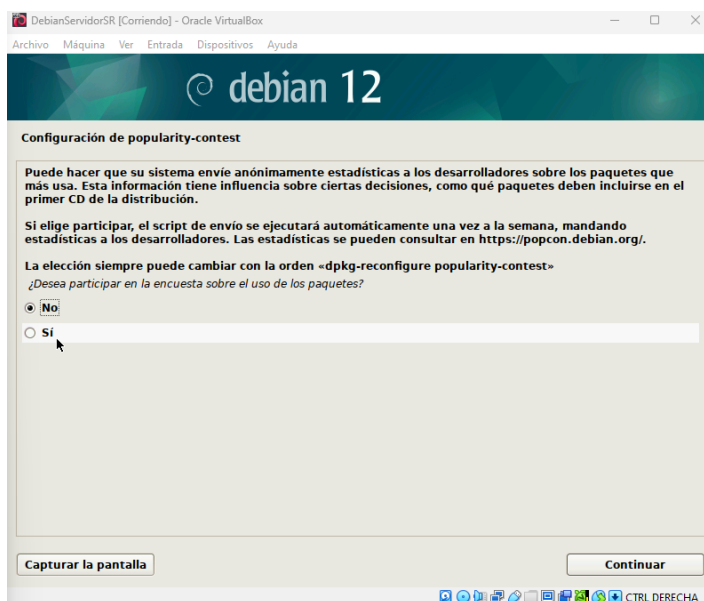 DebianServidorSR [Corriendo] - Oracle VirtualBox
Archivo Máquina Ver Entrada Dispositivos Ayuda
debian 12
Configuración de popularity-contest
Puede hacer que su sistema envíe anónimamente estadísticas a los desarrolladores sobre los paquetes que
más usa. Esta información tiene influencia sobre ciertas decisiones, como qué paquetes deben incluirse en el
primer CD de la distribución.
Si elige participar, el script de envío se ejecutará automáticamente una vez a la semana, mandando
estadísticas a los desarrolladores. Las estadísticas se pueden consultar en https://popcon.debian.org/.
La elección siempre puede cambiar con la orden «dpkg-reconfigure popularity-contest»
¿Desea participar en la encuesta sobre el uso de los paquetes?
No
Sí
Capturar la pantalla Continuar
CTRL DERECHA